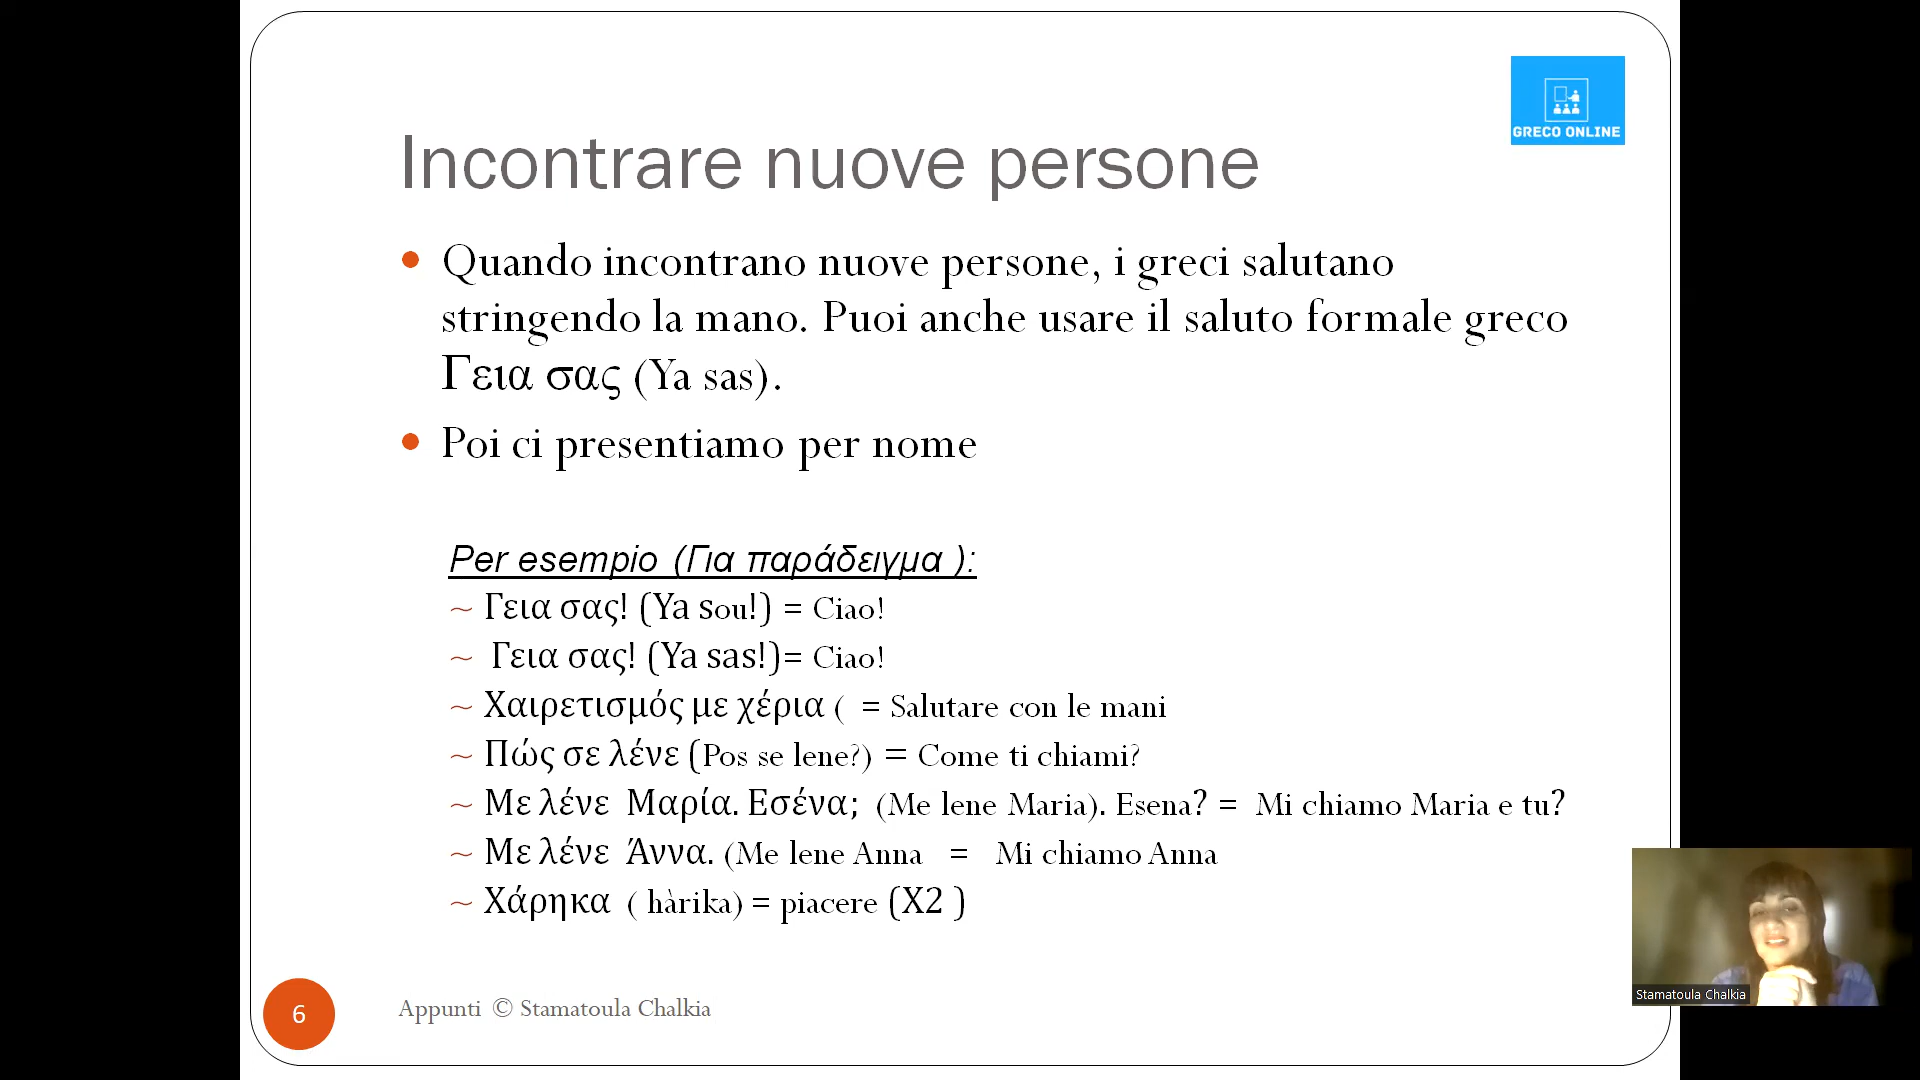 GRECO ONLINE
Incontrare nuove persone
• Quando incontrano nuove persone, i greci salutano
stringendo la mano. Puoi anche usare il saluto formale greco
Γεια σας (Ya sas).
• Poi ci presentiamo per nome
Per esempio (Για παράδειγμα ):
~ Γεια σας! (Ya sou!) = Ciao!
~ Γεια σας! (Ya sas!)= Ciao!
~ Χαιρετισμός με χέρια ( = Salutare con le mani
~ Πώς σε λένε (Pos se lene?) = Come ti chiami?
~ Με λένε Μαρία. Εσένα; (Me lene Maria). Esena? = Mi chiamo Maria e tu?
~ Με λένε Άννα. (Me lene Anna = Mi chiamo Anna
~ Χάρηκα ( hàrika) = piacere (X2 )
6
Appunti © Stamatoula Chalkia
Stamatoula Chalkia